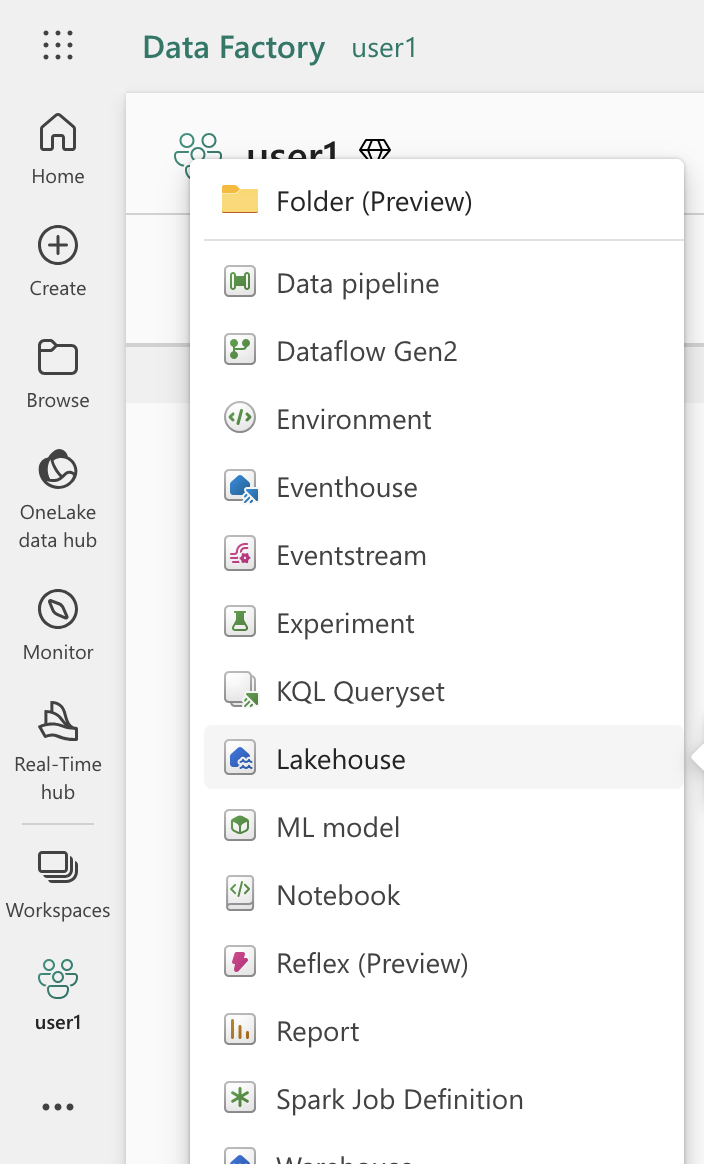 Data Factory user1
Home
Create
Browse
OneLake
data hub
Monitor
Real-Time
hub
Workspaces
user1
user1
Folder (Preview)
Data pipeline
Dataflow Gen2
Environment
Eventhouse
Eventstream
Experiment
KQL Queryset
Lakehouse
ML model
Notebook
Reflex (Preview)
Report
Spark Job Definition
Warehouse